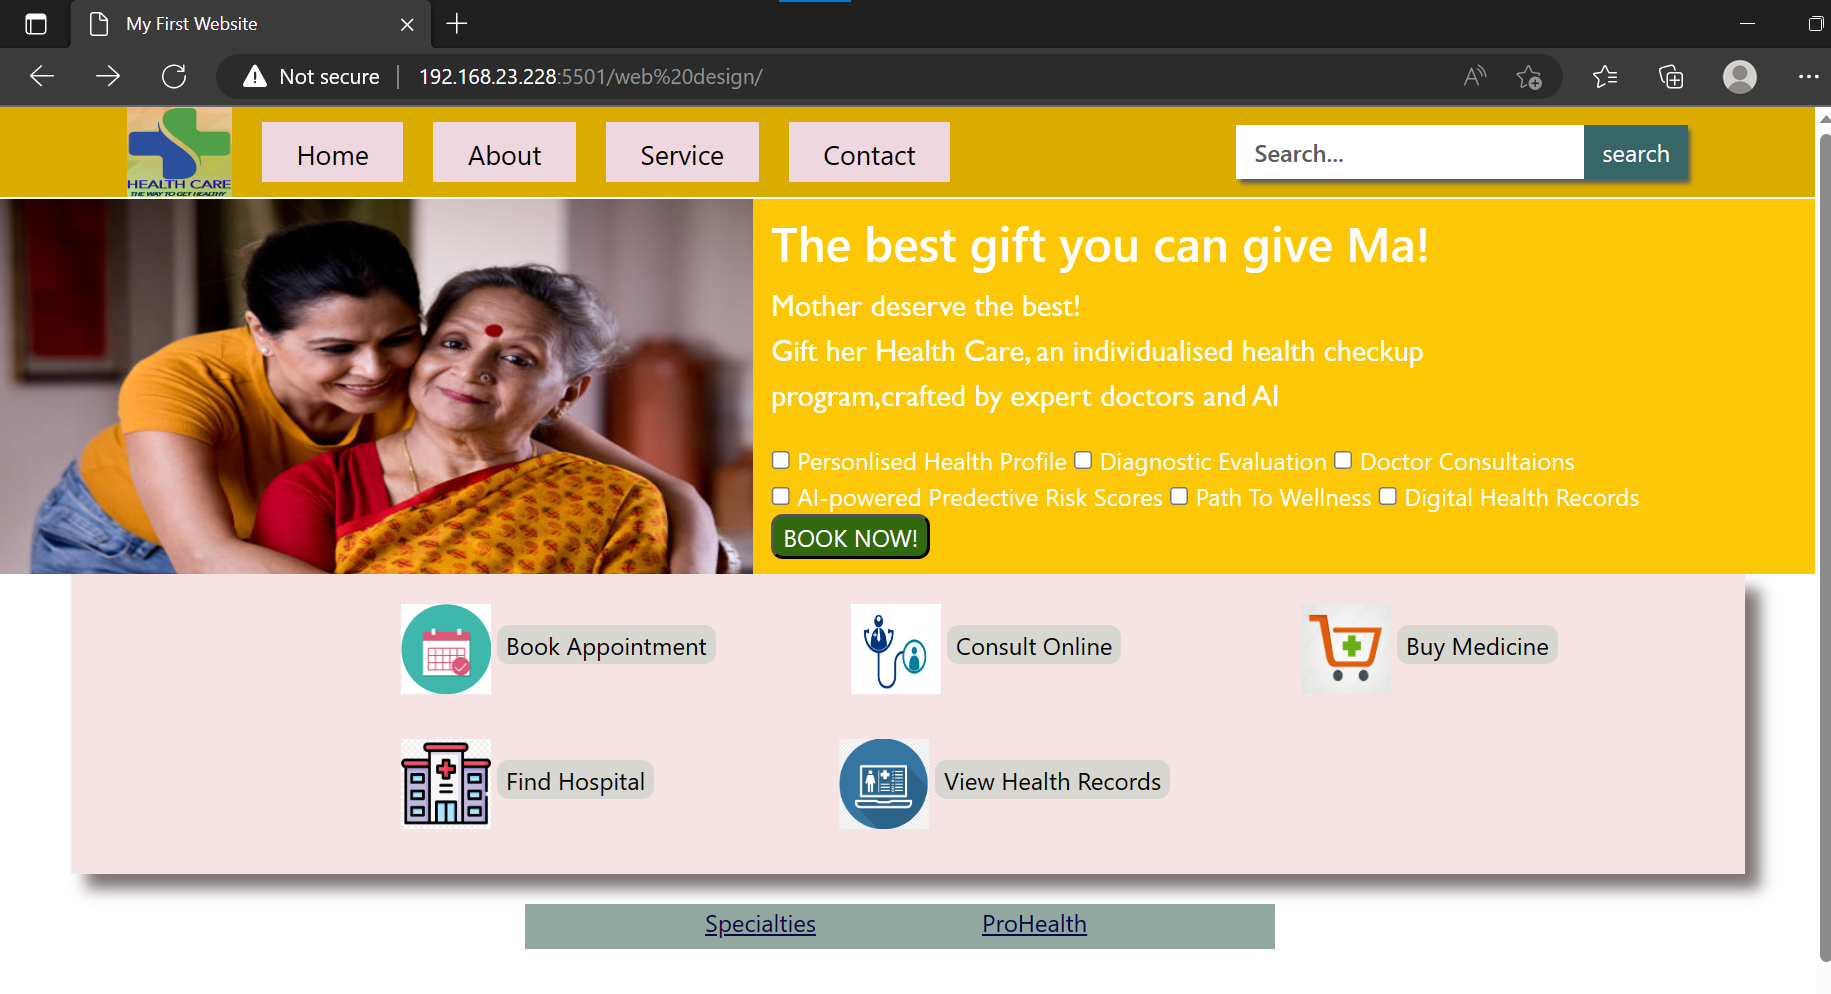 My First Website
Not secure 192.168.23.228:5501/web%20design/
HEALTH CARE
THE WAY TO GET HEALTHY
Home About Service Contact
Search... search
The best gift you can give Ma!
Mother deserve the best!
Gift her Health Care, an individualised health checkup
program,crafted by expert doctors and AI
Personlised Health Profile Diagnostic Evaluation Doctor Consultaions
AI-powered Predective Risk Scores Path To Wellness Digital Health Records
BOOK NOW!
Book Appointment Consult Online Buy Medicine
Find Hospital View Health Records
Specialties ProHealth